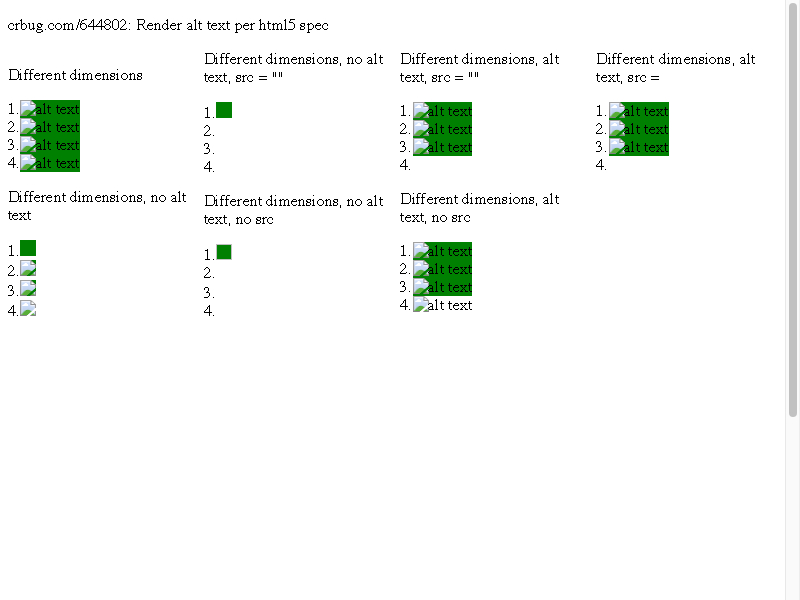 crbug.com/644802: Render alt text per html5 spec
Different dimensions
1. alt text
2. alt text
3. alt text
4. alt text
Different dimensions, no alt
text, src = ""
1.
2.
3.
4.
Different dimensions, alt
text, src = ""
1. alt text
2. alt text
3. alt text
4.
Different dimensions, alt
text, src =
1. alt text
2. alt text
3. alt text
4.
Different dimensions, no alt
text
1.
2.
3.
4.
Different dimensions, no alt
text, no src
1.
2.
3.
4.
Different dimensions, alt
text, no src
1. alt text
2. alt text
3. alt text
4. alt text